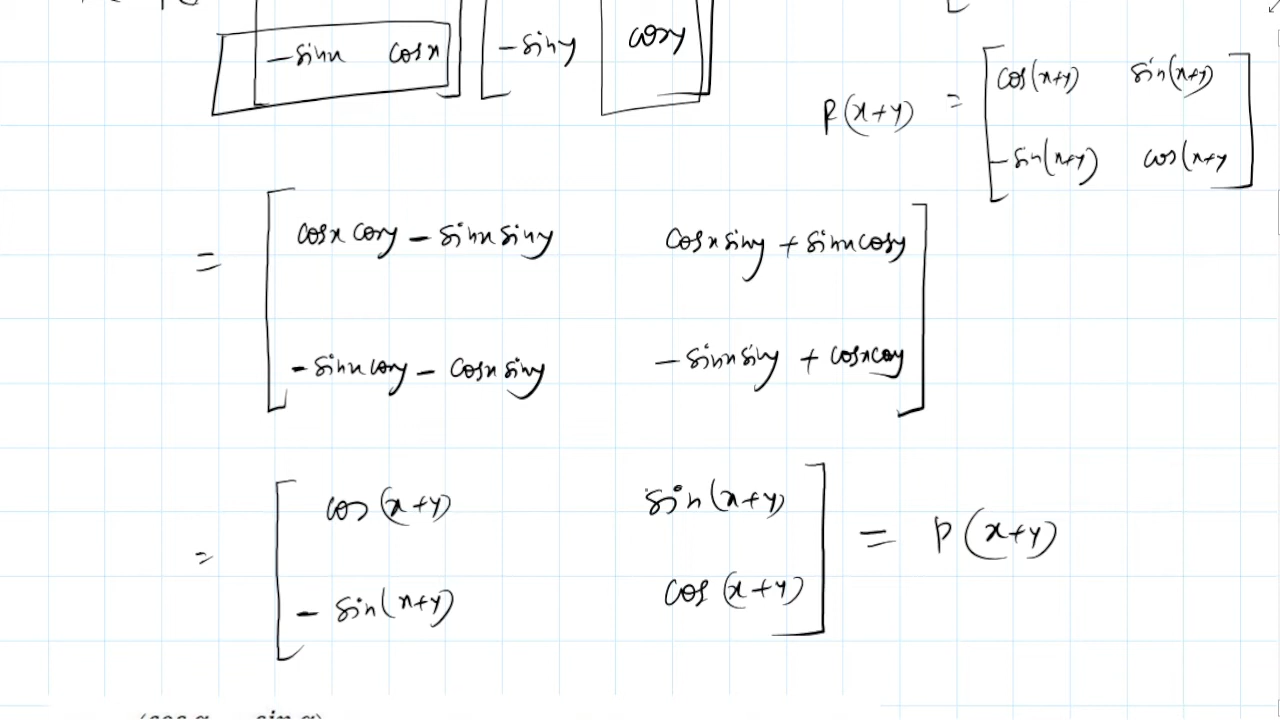 -sinx cosx -siny cosy
P(x+y) = cos(x+y) sin(x+y)
-sin(x+y) cos(x+y
= cosx cosy - sinx siny cosx siny + sinx cosy
- sinx cosy - cosx siny - sinx siny + cosx cosy
= cos (x+y) sin (x+y) = P(x+y)
- sin(x+y) cos (x+y)